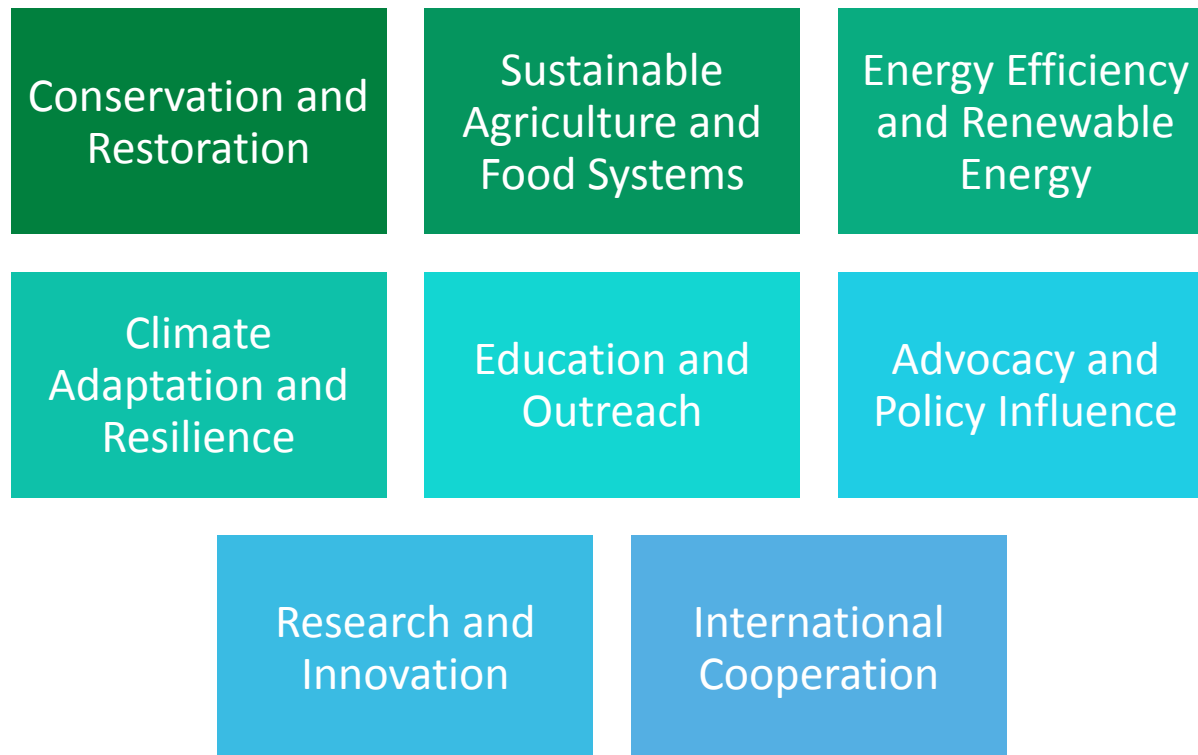 Conservation and
Restoration
Sustainable
Agriculture and
Food Systems
Energy Efficiency
and Renewable
Energy
Climate
Adaptation and
Resilience
Education and
Outreach
Advocacy and
Policy Influence
Research and
Innovation
International
Cooperation